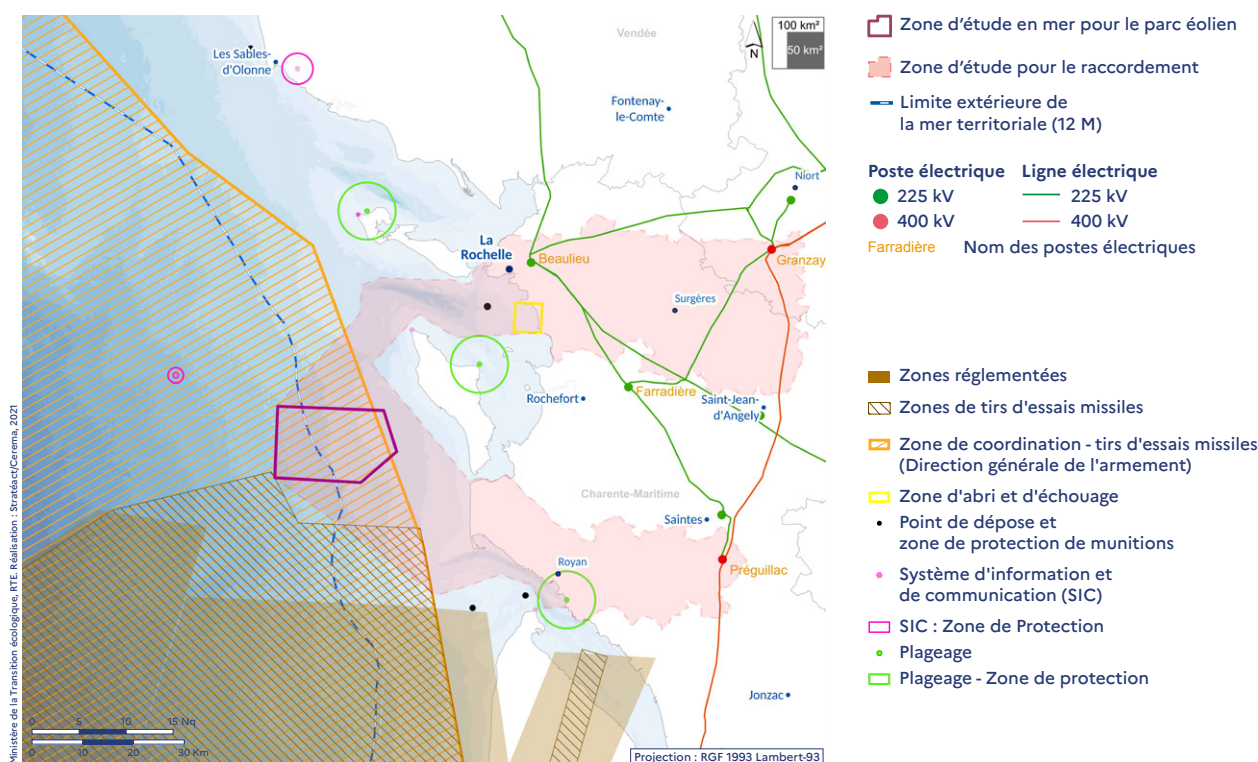 Les Sables-
d'Olonne
Vendée
100 km²
50 km²
N
Fontenay-
le-Comte
Niort
La
Rochelle
Beaulieu
Granzay
Surgères
Rochefort
Farradière
Saint-Jean-
d'Angely
Charente-Maritime
Saintes
Royan
Préguillac
Jonzac
0 5 10 15 Nq
0 10 20 30 Km
Projection : RGF 1993 Lambert-93
Ministère de la Transition écologique, RTE. Réalisation : Stratéact/Cerema, 2021
Zone d'étude en mer pour le parc éolien
Zone d'étude pour le raccordement
Limite extérieure de
la mer territoriale (12 M)
Poste électrique Ligne électrique
225 kV 225 kV
400 kV 400 kV
Farradière Nom des postes électriques
Zones réglementées
Zones de tirs d'essais missiles
Zone de coordination - tirs d'essais missiles
(Direction générale de l'armement)
Zone d'abri et d'échouage
Point de dépose et
zone de protection de munitions
Système d'information et
de communication (SIC)
SIC : Zone de Protection
Plageage
Plageage - Zone de protection